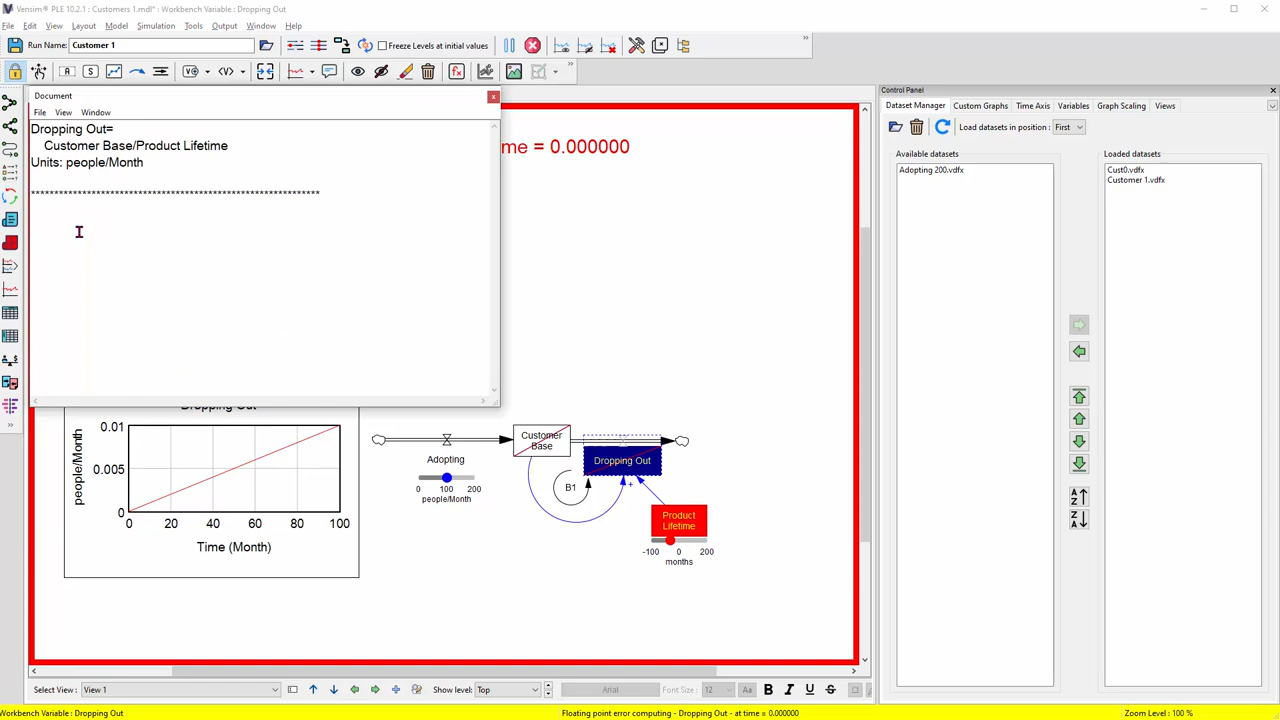 Vensim® PLE 10.2.1 : Customers 1.mdl* : Workbench Variable : Dropping Out
File Edit View Layout Model Simulation Tools Output Window Help
Run Name: Customer 1
Freeze Levels at initial values
Document
File View Window
Dropping Out=
Customer Base/Product Lifetime
Units: people/Month
**************************************************************
me = 0.000000
Dropping Out
0.01
0.005
0
people/Month
0 20 40 60 80 100
Time (Month)
Adopting
0 100 200
people/Month
Customer
Base
Dropping Out
B1
+
Product
Lifetime
-100 0 200
months
Control Panel
Dataset Manager Custom Graphs Time Axis Variables Graph Scaling Views
Load datasets in position : First
Available datasets
Adopting 200.vdfx
Loaded datasets
Cust0.vdfx
Customer 1.vdfx
Select View : View 1
Show level: Top
Arial
Font Size : 12
Aa B I U S
Workbench Variable : Dropping Out
Floating point error computing - Dropping Out - at time = 0.000000
Zoom Level : 100 %